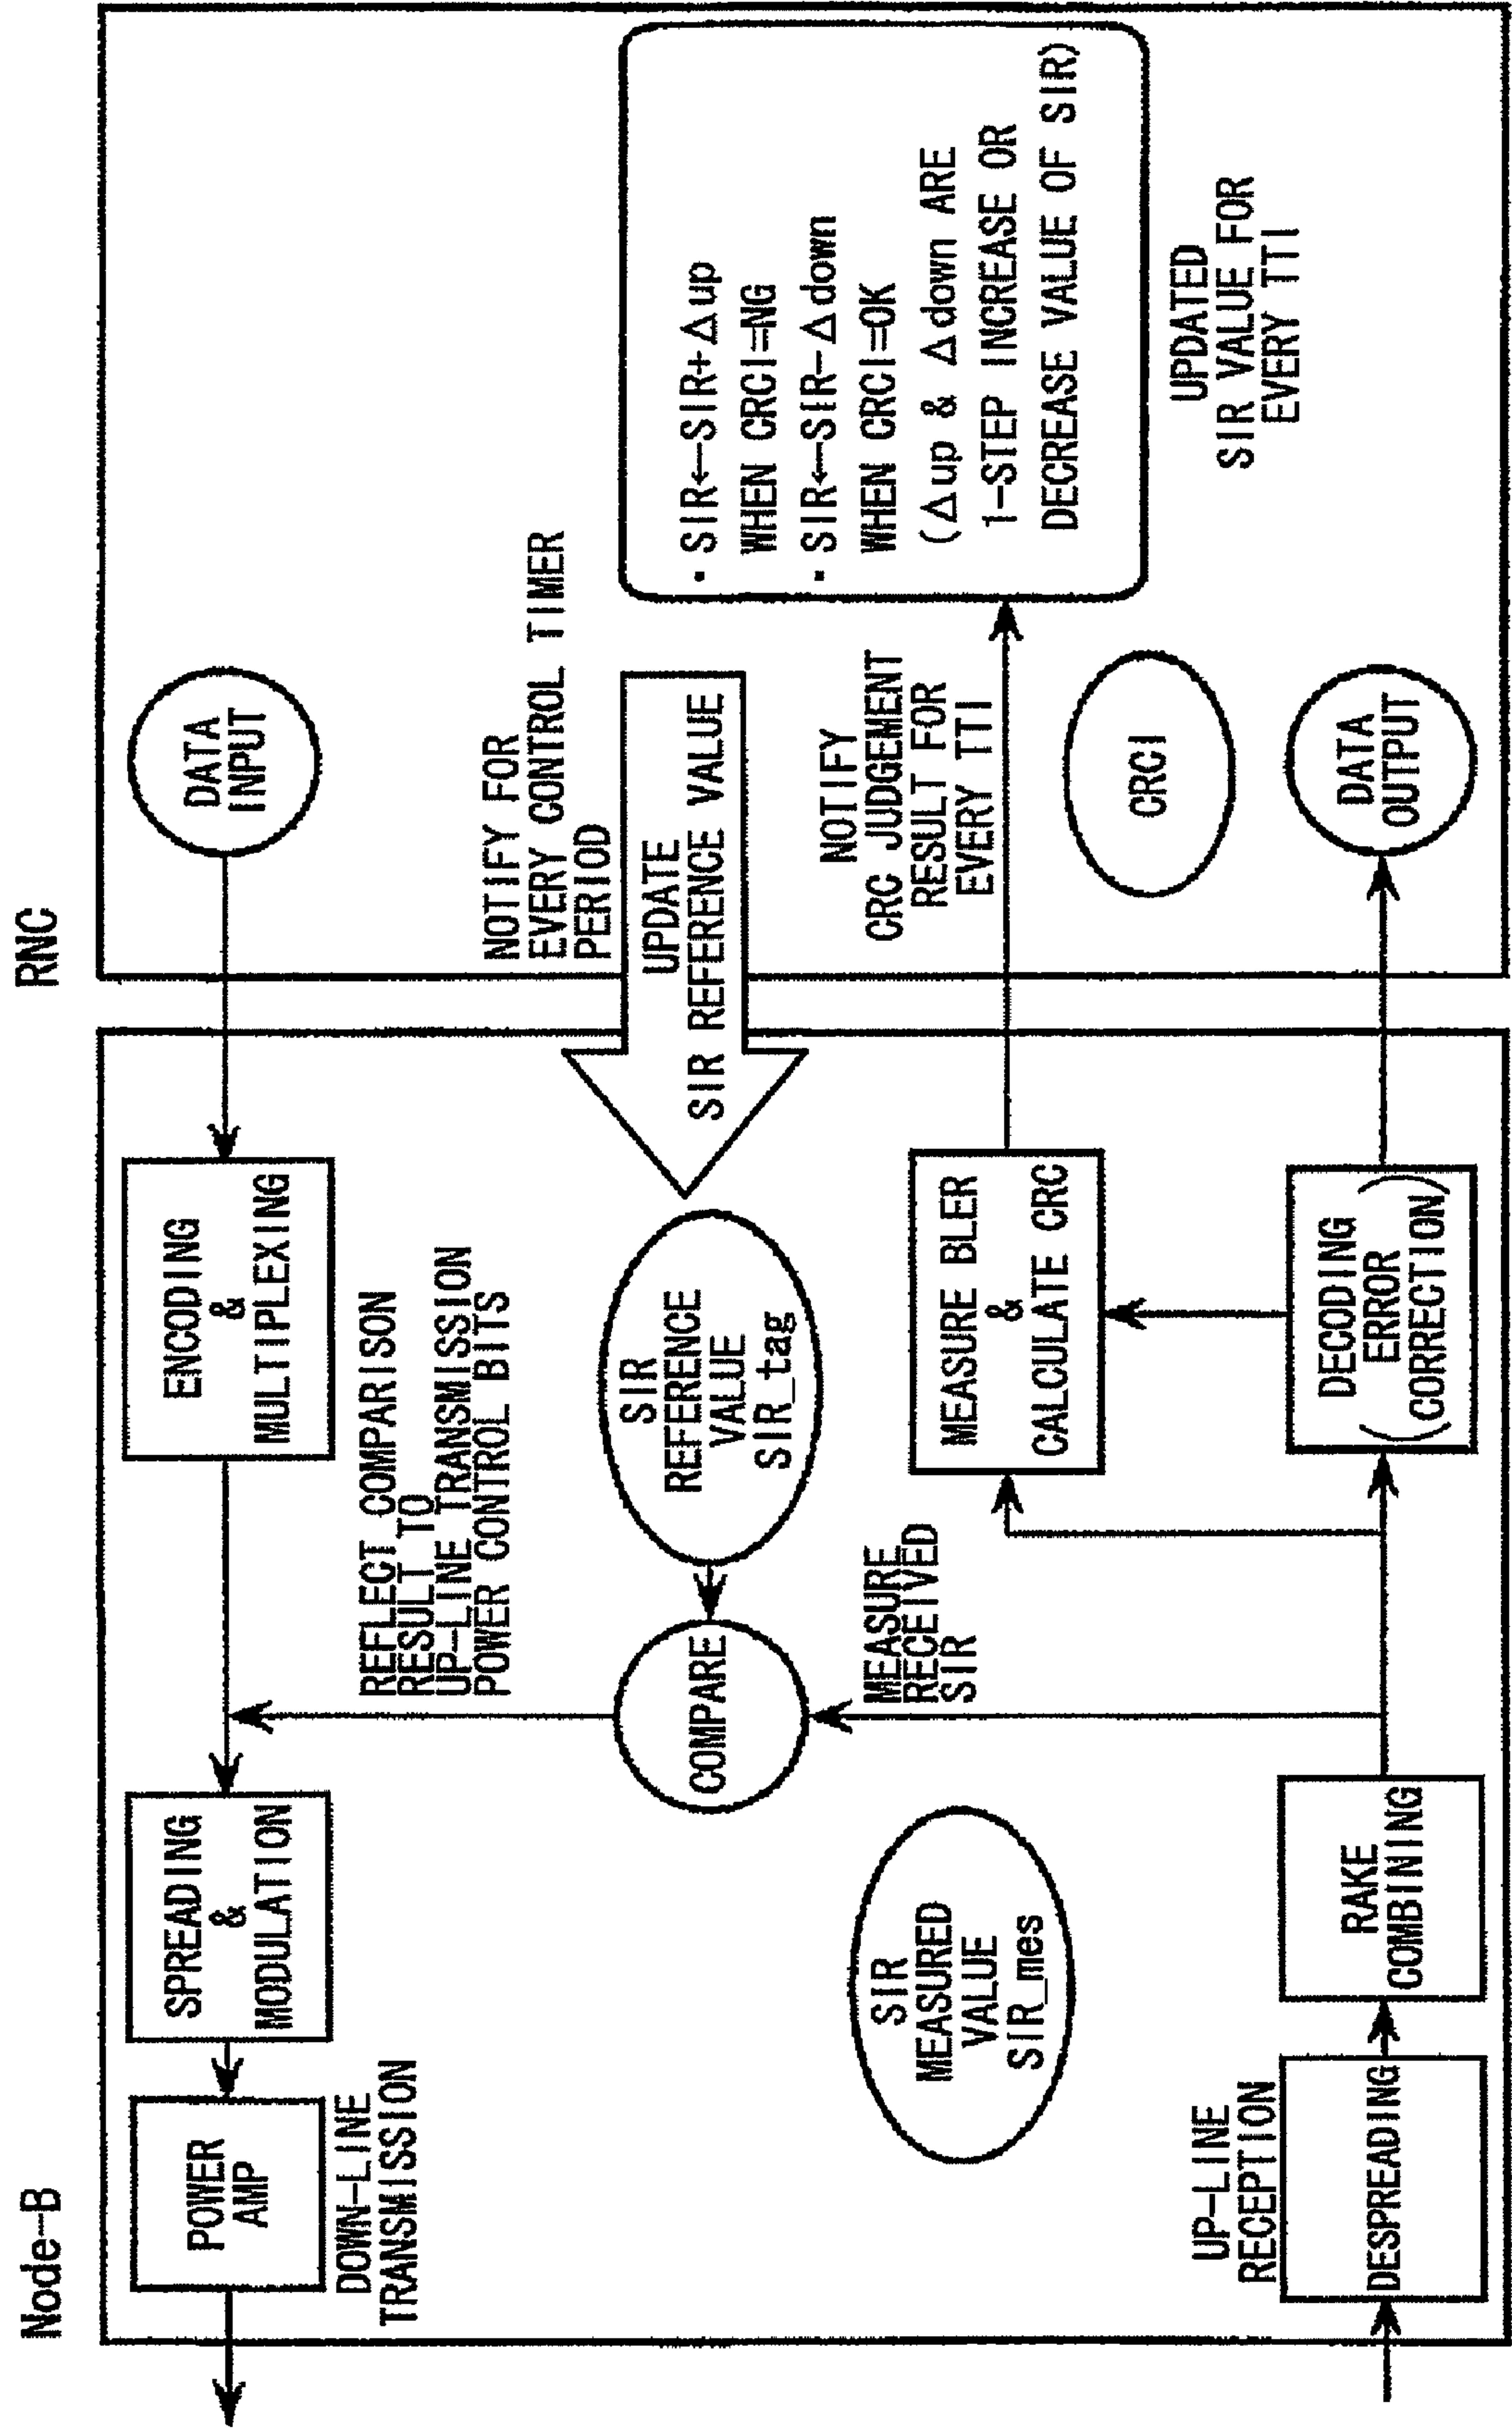 Node-B
RNC
POWER
AMP
DOWN-LINE
TRANSMISSION
SPREADING
&
MODULATION
ENCODING
&
MULTIPLEXING
DATA
INPUT
REFLECT COMPARISON
RESULT TO
UP-LINE TRANSMISSION
POWER CONTROL BITS
NOTIFY FOR
EVERY CONTROL TIMER
PERIOD
UPDATE
SIR REFERENCE VALUE
COMPARE
SIR
REFERENCE
VALUE
SIR_tag
• SIR←SIR+Δup
WHEN CRCI=NG
• SIR←SIR-Δdown
WHEN CRCI=OK
(Δup & Δdown ARE
1-STEP INCREASE OR
DECREASE VALUE OF SIR)
SIR
MEASURED
VALUE
SIR_mes
MEASURE
RECEIVED
SIR
MEASURE BLER
&
CALCULATE CRC
NOTIFY
CRC JUDGEMENT
RESULT FOR
EVERY TTI
CRCI
UPDATED
SIR VALUE FOR
EVERY TTI
UP-LINE
RECEPTION
DESPREADING
RAKE
COMBINING
DECODING
(ERROR
CORRECTION)
DATA
OUTPUT